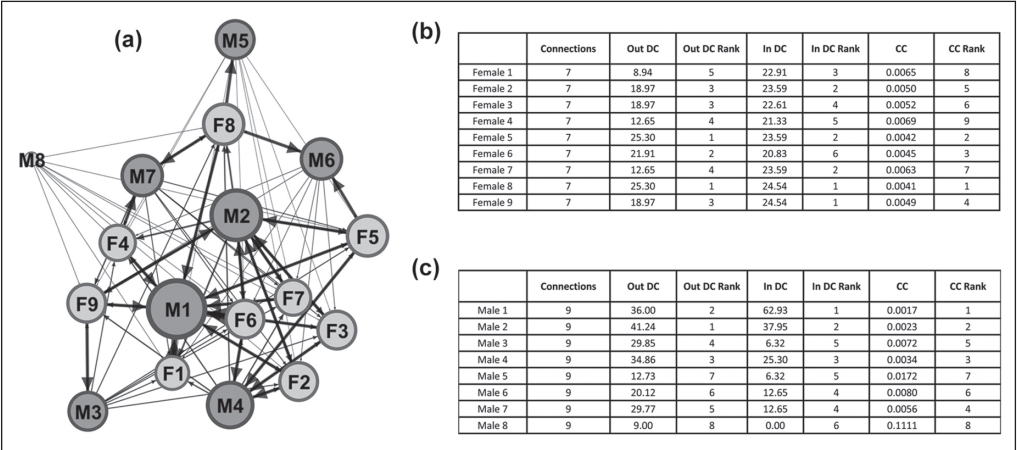 (a)
M5
F8
M8
M6
M7
M2
F5
F4
F9
M1
F7
F6
F3
F1
F2
M3
M4
(b)
Connections Out DC Out DC Rank In DC In DC Rank CC CC Rank
Female 1 7 8.94 5 22.91 3 0.0065 8
Female 2 7 18.97 3 23.59 2 0.0050 5
Female 3 7 18.97 3 22.61 4 0.0052 6
Female 4 7 12.65 4 21.33 5 0.0069 9
Female 5 7 25.30 1 23.59 2 0.0042 2
Female 6 7 21.91 2 20.83 6 0.0045 3
Female 7 7 12.65 4 23.59 2 0.0063 7
Female 8 7 25.30 1 24.54 1 0.0041 1
Female 9 7 18.97 3 24.54 1 0.0049 4
(c)
Connections Out DC Out DC Rank In DC In DC Rank CC CC Rank
Male 1 9 36.00 2 62.93 1 0.0017 1
Male 2 9 41.24 1 37.95 2 0.0023 2
Male 3 9 29.85 4 6.32 5 0.0072 5
Male 4 9 34.86 3 25.30 3 0.0034 3
Male 5 9 12.73 7 6.32 5 0.0172 7
Male 6 9 20.12 6 12.65 4 0.0080 6
Male 7 9 29.77 5 12.65 4 0.0056 4
Male 8 9 9.00 8 0.00 6 0.1111 8